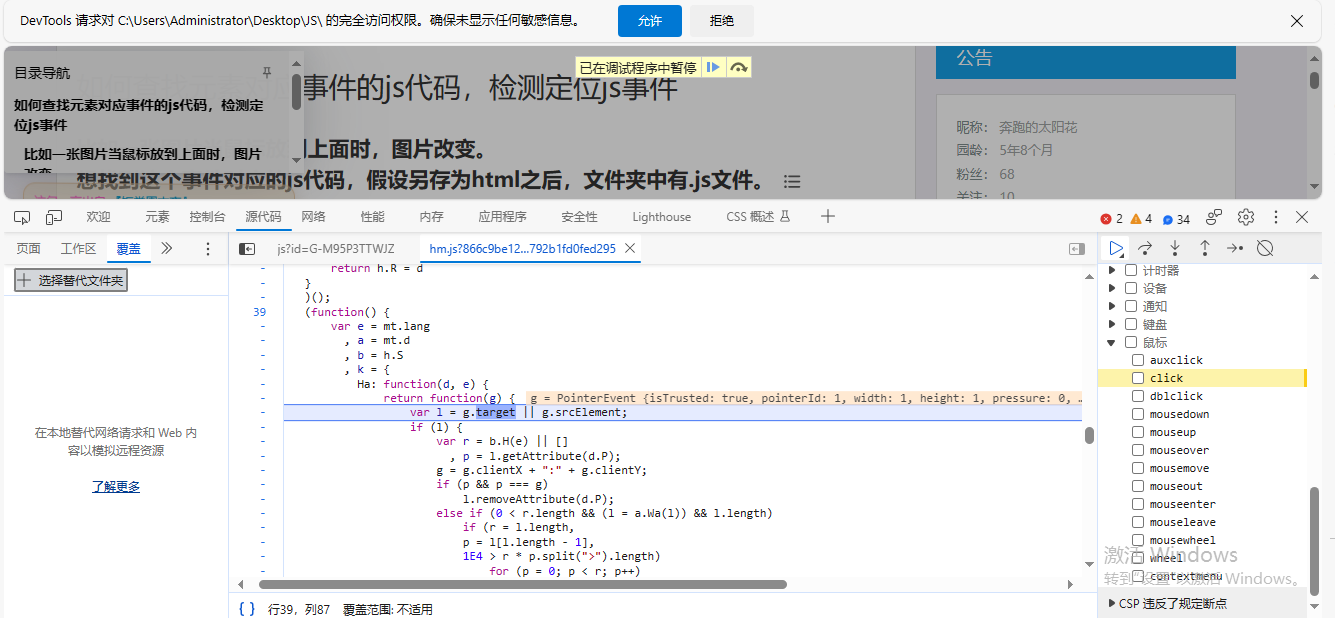 DevTools 请求对 C:\Users\Administrator\Desktop\JS\ 的完全访问权限。确保未显示任何敏感信息。
允许
拒绝
目录导航
如何查找元素对应事件的js代码，检测定位js事件
已在调试程序中暂停
公告
如何查找元素对应事件的js代码，检测定
位js事件
比如一张图片当鼠标放到上面时，图片
改变。
到上面时，图片改变。
想找到这个事件对应的js代码，假设另存为html之后，文件夹中有.js文件。
昵称： 奔跑的太阳花
园龄： 5年8个月
粉丝： 68
关注： 10
欢迎
元素
控制台
源代码
网络
性能
内存
应用程序
安全性
Lighthouse
CSS 概述
2
4
34
页面
工作区
覆盖
js?id=G-M95P3TTWJZ
hm.js?866c9be12...792b1fd0fed295
选择替代文件夹
在本地替代网络请求和 Web 内
容以模拟远程资源
了解更多
return h.R = d
}
)();
39
(function() {
var e = mt.lang
, a = mt.d
, b = h.S
, k = {
Ha: function(d, e) {
return function(g) { g = PointerEvent {isTrusted: true, pointerId: 1, width: 1, height: 1, pressure: 0, …
var l = g.target || g.srcElement;
if (l) {
var r = b.H(e) || []
, p = l.getAttribute(d.P);
g = g.clientX + ":" + g.clientY;
if (p && p === g)
l.removeAttribute(d.P);
else if (0 < r.length && (l = a.Wa(l)) && l.length)
if (r = l.length,
p = l[l.length - 1],
1E4 > r * p.split(">").length)
for (p = 0; p < r; p++)
{ } 行39，列87 覆盖范围: 不适用
计时器
设备
通知
键盘
鼠标
auxclick
click
dblclick
mousedown
mouseup
mouseover
mousemove
mouseout
mouseenter
mouseleave
mousewheel
wheel
contextmenu
CSP 违反了规定断点
激活 Windows
转到"设置"以激活 Windows。